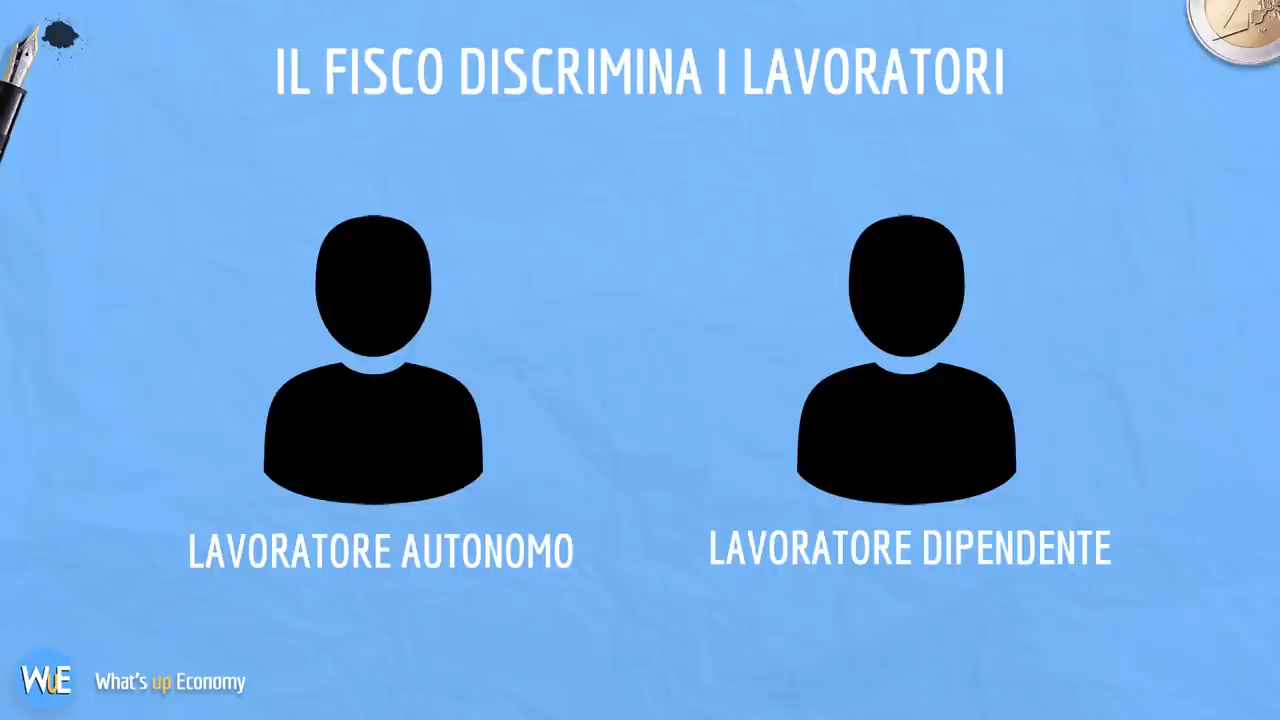 IL FISCO DISCRIMINA I LAVORATORI
LAVORATORE AUTONOMO
LAVORATORE DIPENDENTE
WuE
What's up Economy